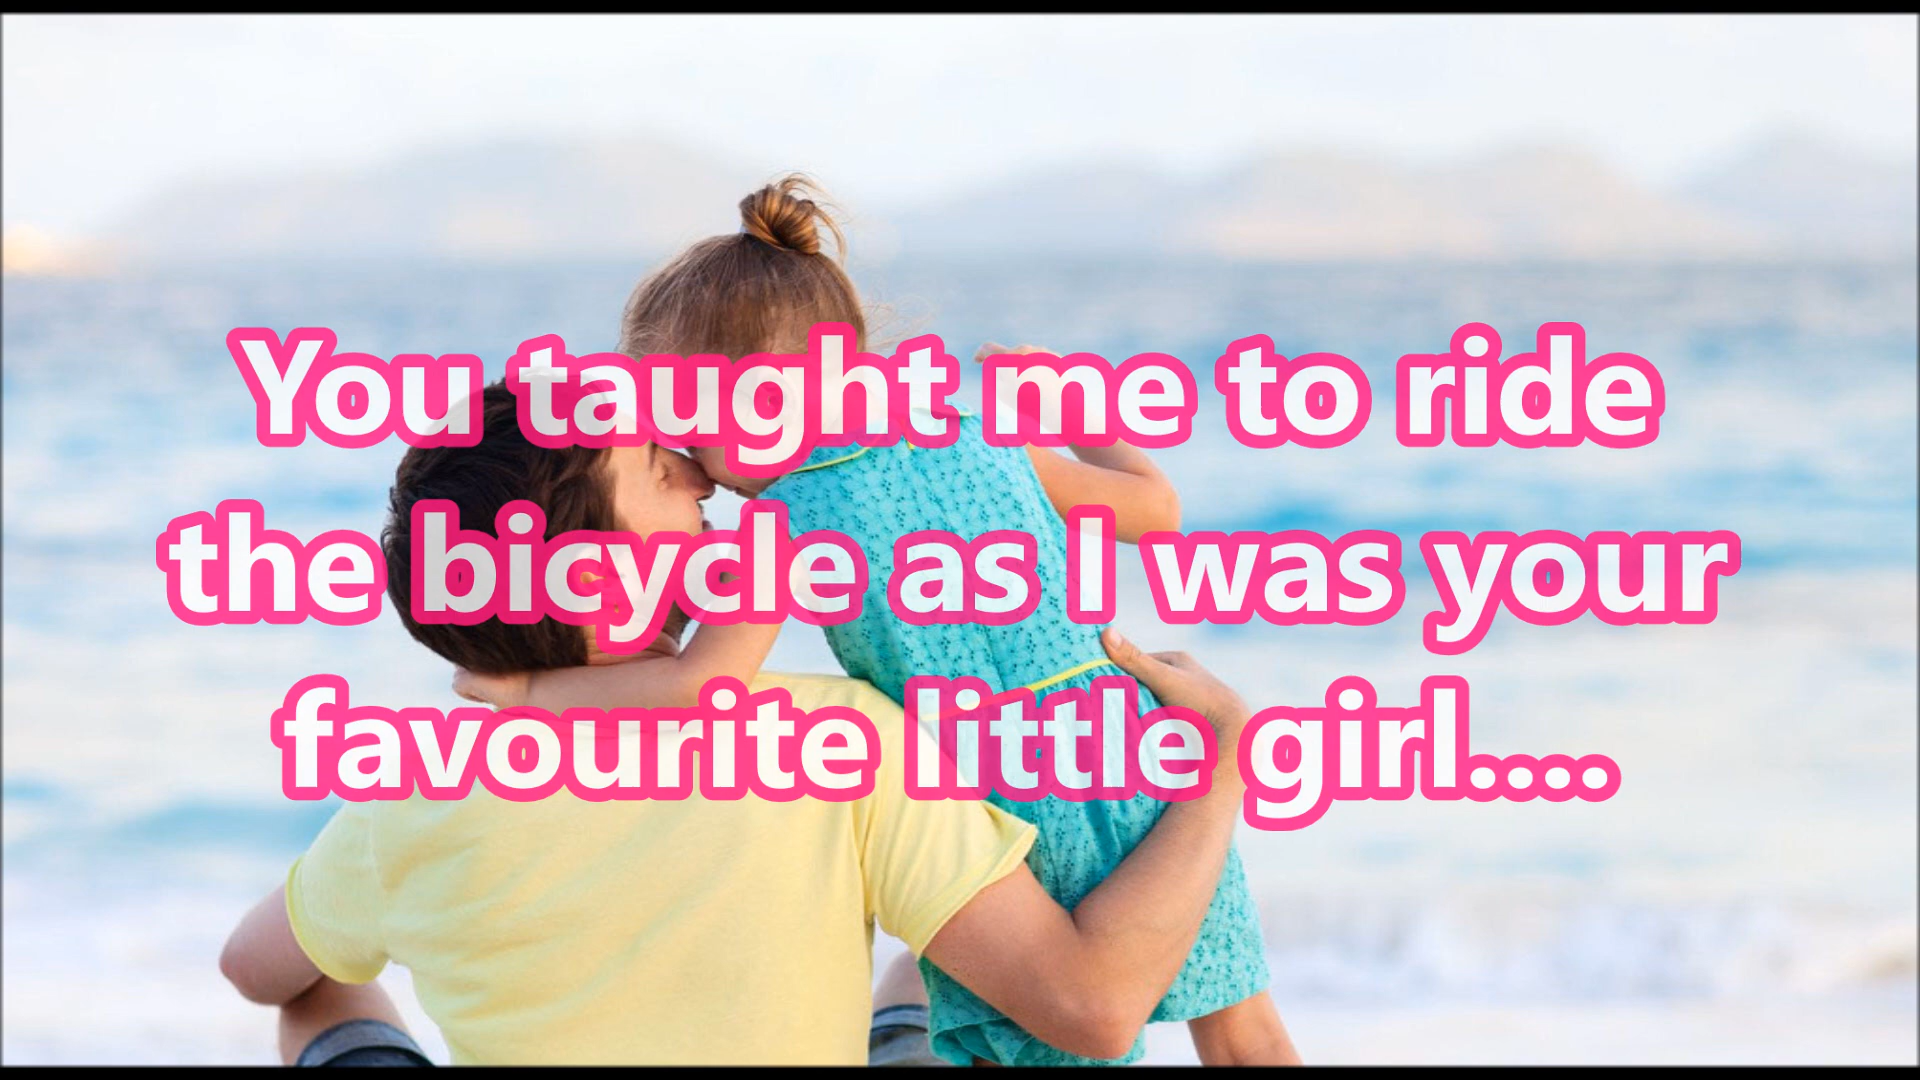 You taught me to ride
the bicycle as I was your
favourite little girl....